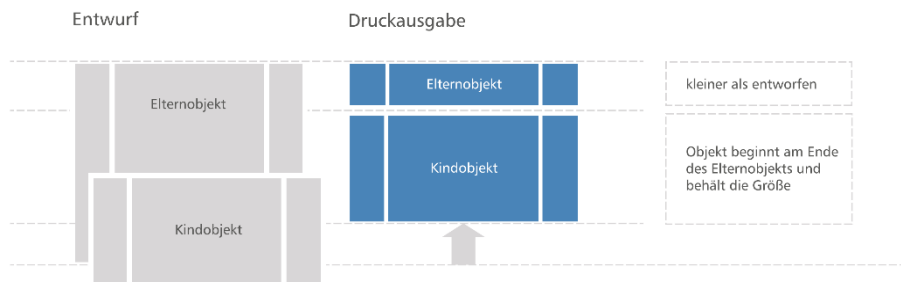 Entwurf
Druckausgabe
Elternobjekt
Elternobjekt
kleiner als entworfen
Kindobjekt
Objekt beginnt am Ende
des Elternobjekts und
behält die Größe
Kindobjekt